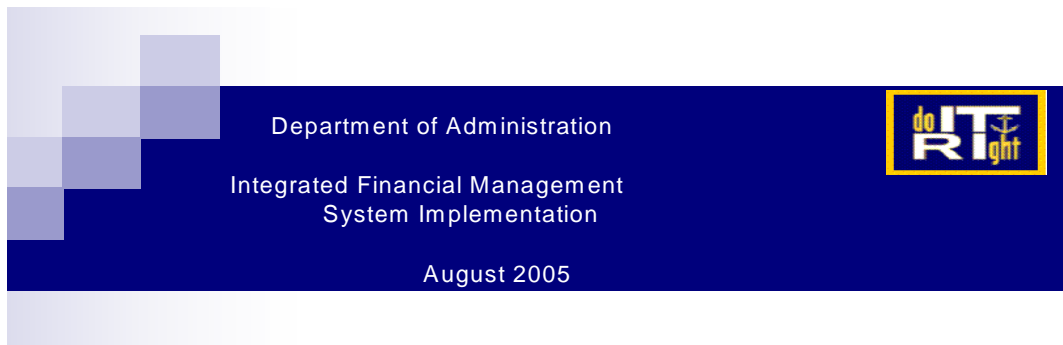 Department of Administration
Integrated Financial Management
System Implementation
August 2005
do IT
RIght